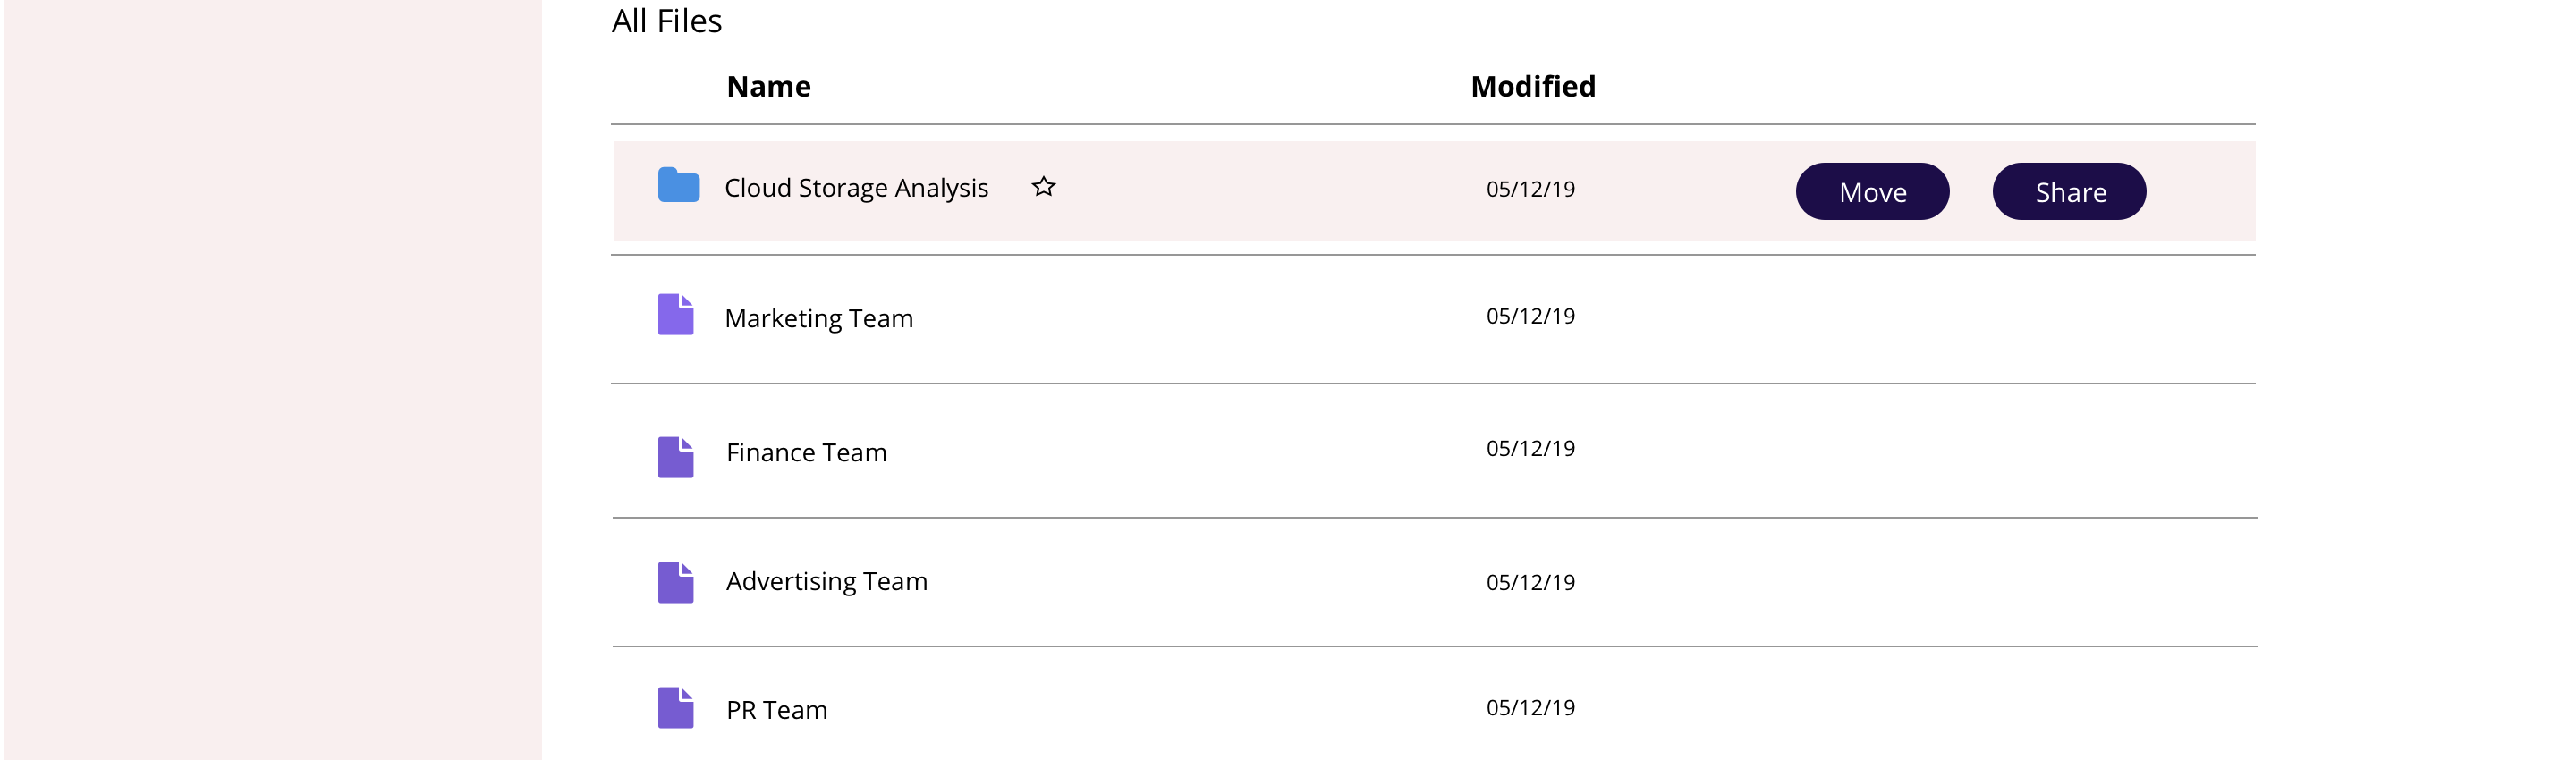 All Files
Name Modified
Cloud Storage Analysis 05/12/19 Move Share
Marketing Team 05/12/19
Finance Team 05/12/19
Advertising Team 05/12/19
PR Team 05/12/19